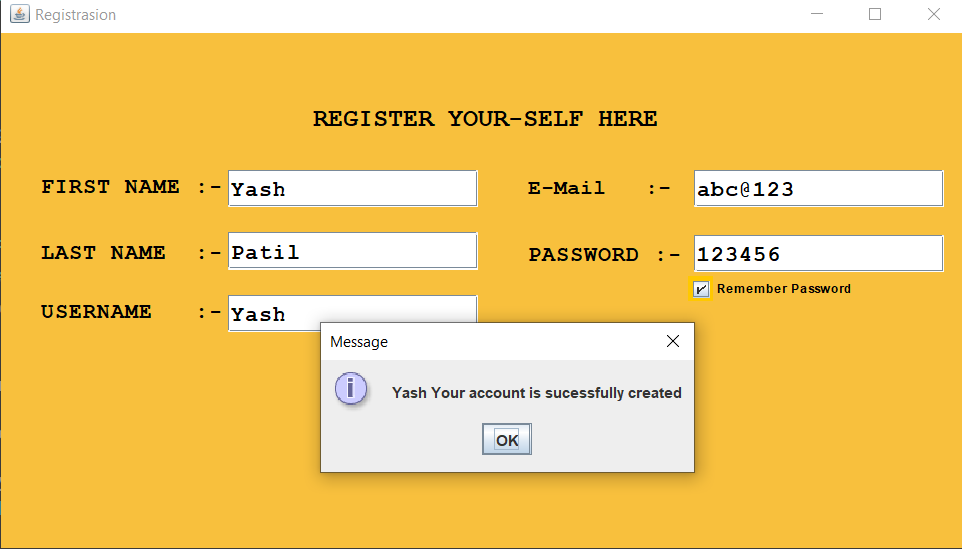 Registrasion
REGISTER YOUR-SELF HERE
FIRST NAME :- Yash
E-Mail :- abc@123
LAST NAME :- Patil
PASSWORD :- 123456
Remember Password
USERNAME :- Yash
Message
Yash Your account is sucessfully created
OK